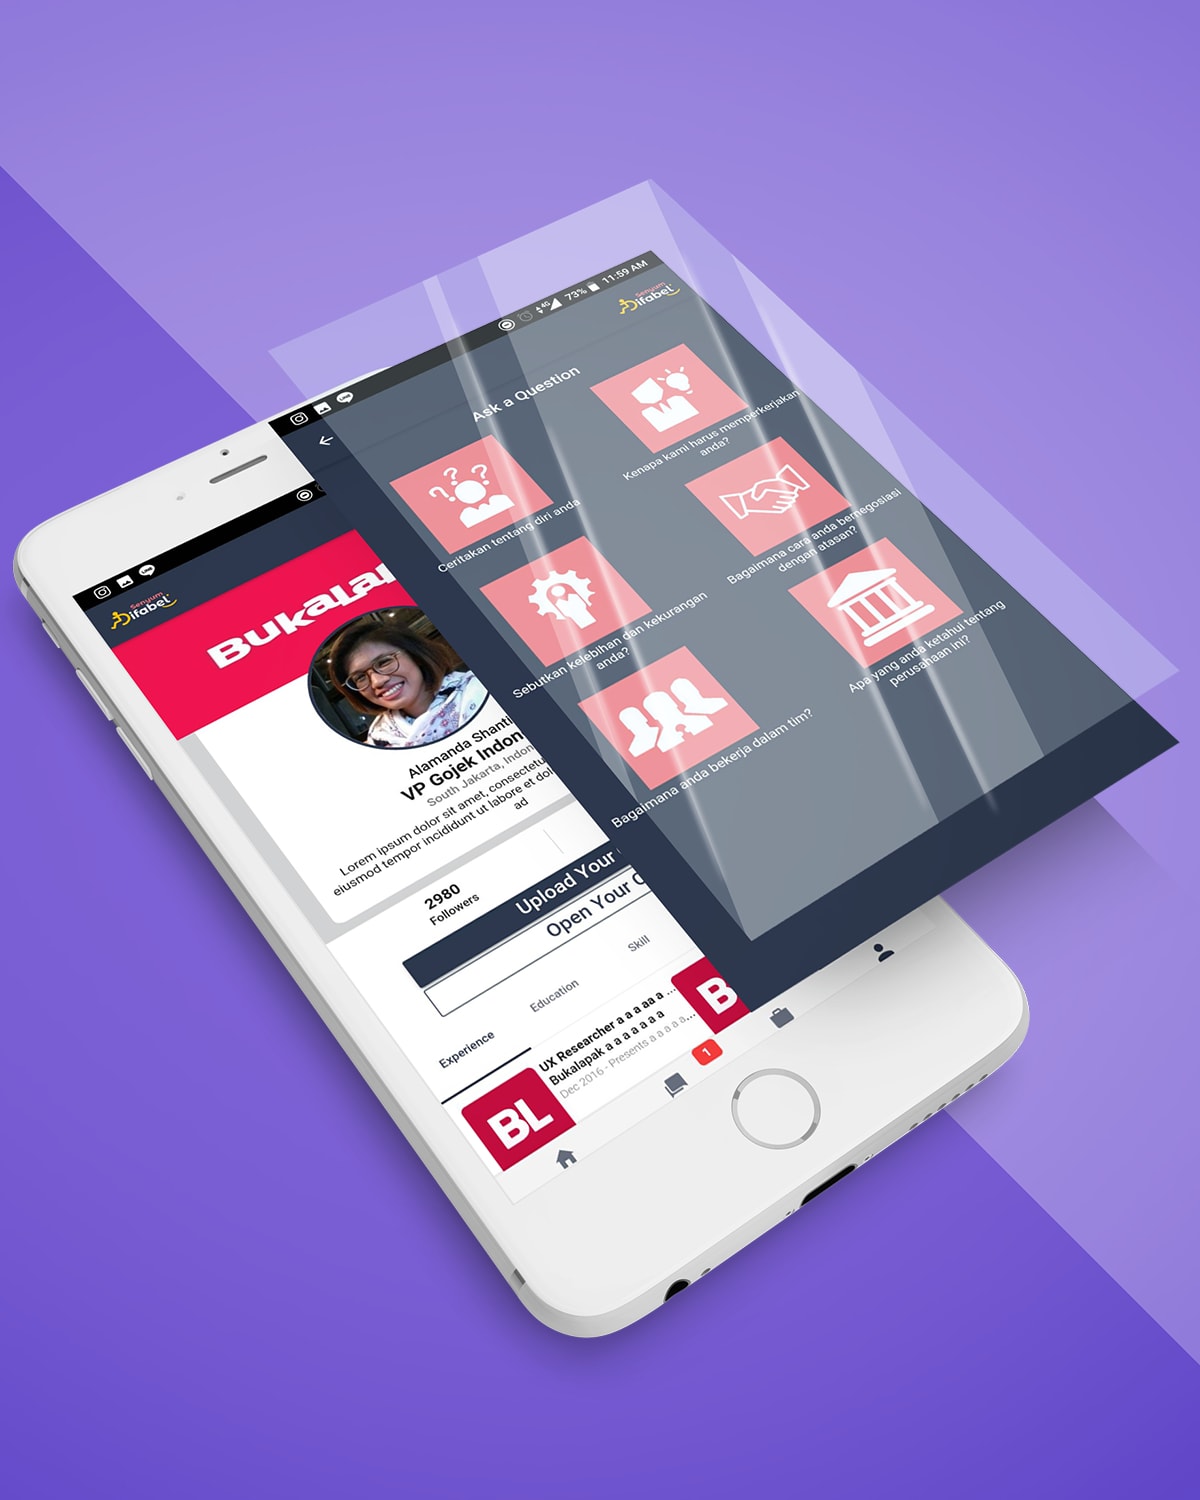 11:59 AM
73%
4G
Senyum
Difabel
Ask a Question
Ceritakan tentang diri anda
Kenapa kami harus memperkerjakan
anda?
Sebutkan kelebihan dan kekurangan
anda?
Bagaimana cara anda bernegosiasi
dengan atasan?
Bagaimana anda bekerja dalam tim?
Apa yang anda ketahui tentang
perusahaan ini?
Senyum
Difabel
BUKALA
Alamanda Shanti
VP Gojek Indon
South Jakarta, Indon
Lorem ipsum dolor sit amet, consectetu
eiusmod tempor incididunt ut labore et dol
ad
2980
Followers
Upload Your
Open Your
Experience
Education
Skill
BL
UX Researcher a a a aa a ...
Bukalapak a a a a a a a
Dec 2016 - Presents a a a a a...
B
1